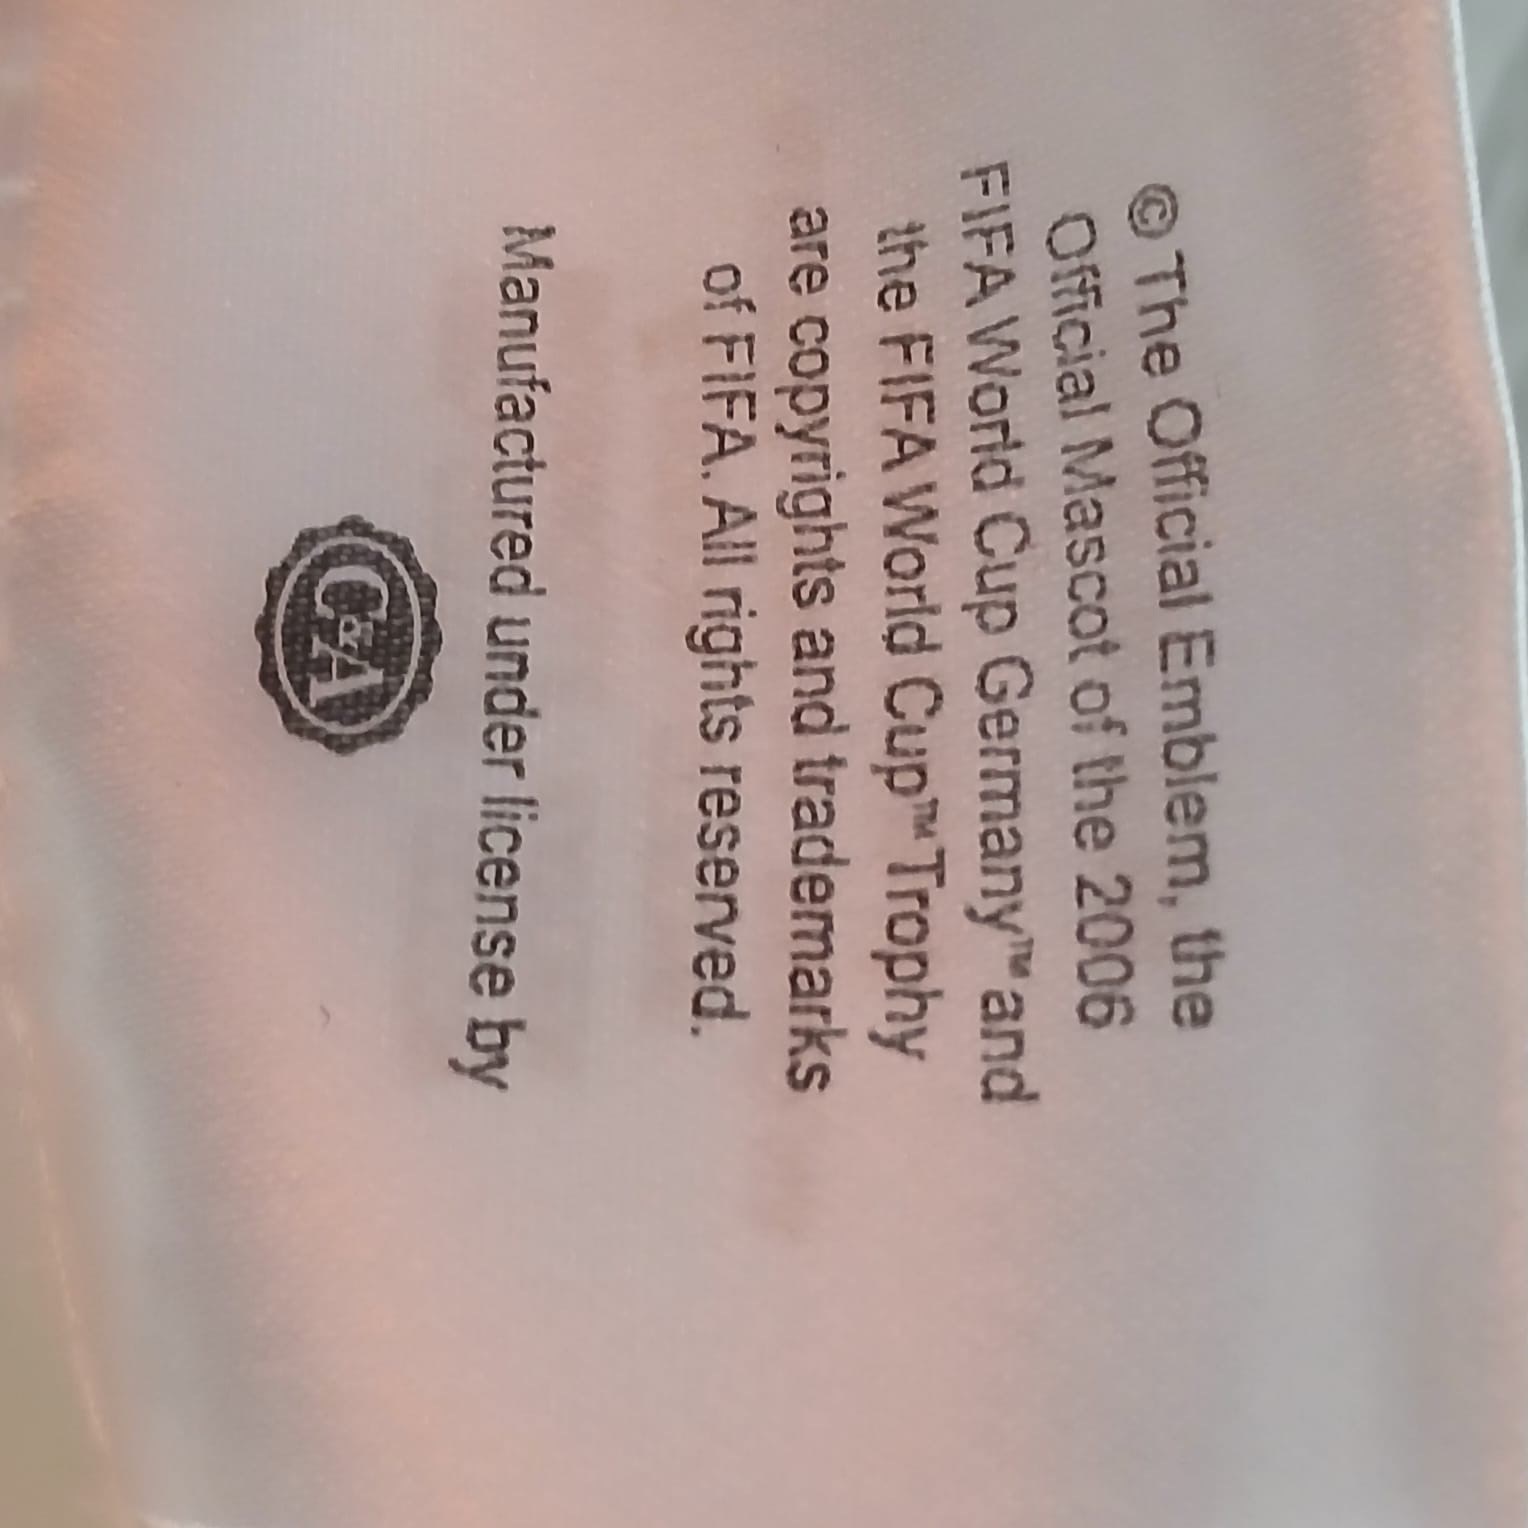 © The Official Emblem, the
Official Mascot of the 2006
FIFA World Cup Germany™ and
the FIFA World Cup™ Trophy
are copyrights and trademarks
of FIFA. All rights reserved.
Manufactured under license by
C&A